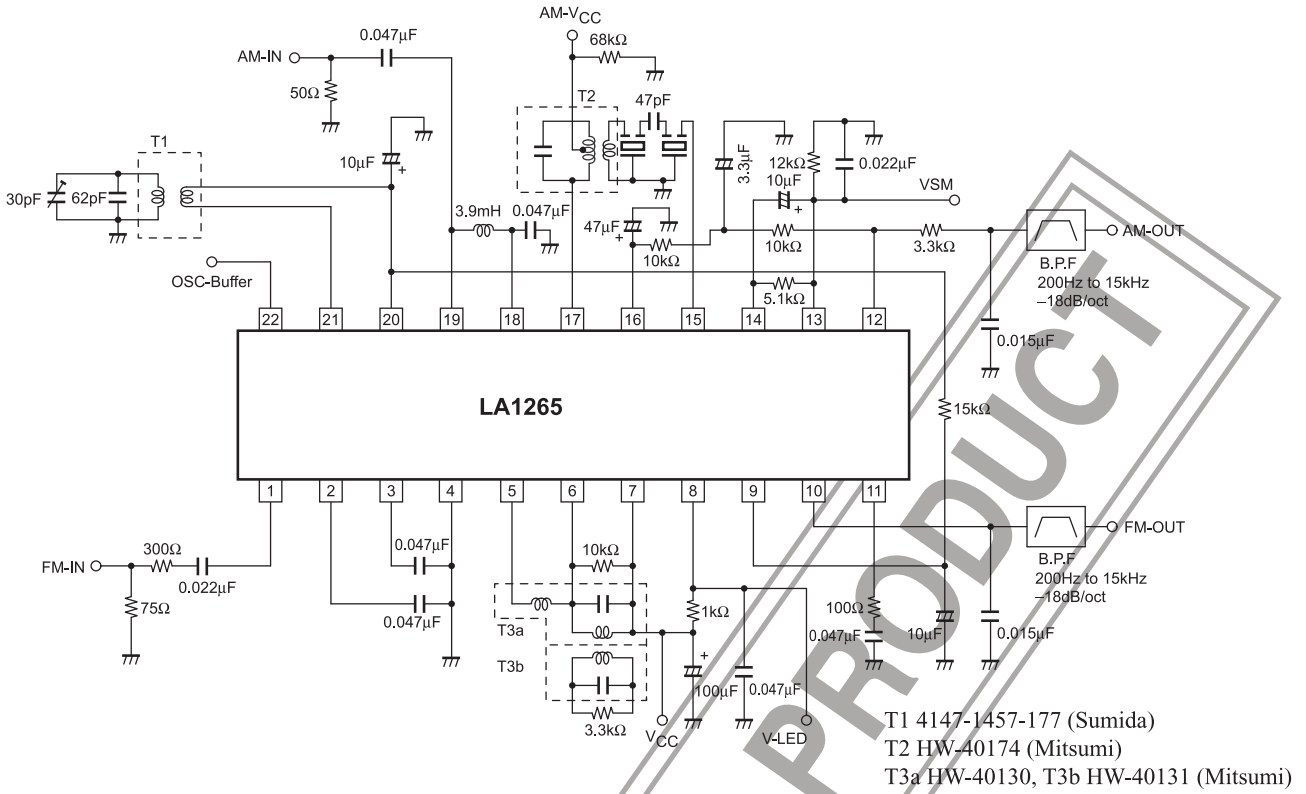 AM-VCC
68kΩ
0.047µF
AM-IN
50Ω
T2
47pF
T1
10µF
+
3.3µF
12kΩ
0.022µF
10µF
+
VSM
30pF
62pF
3.9mH
0.047µF
47µF
+
10kΩ
10kΩ
3.3kΩ
AM-OUT
B.P.F
200Hz to 15kHz
–18dB/oct
OSC-Buffer
5.1kΩ
0.015µF
22 21 20 19 18 17 16 15 14 13 12
LA1265
15kΩ
1 2 3 4 5 6 7 8 9 10 11
FM-IN
300Ω
0.022µF
75Ω
0.047µF
0.047µF
10kΩ
T3a
T3b
3.3kΩ
1kΩ
+
100µF
0.047µF
VCC
V-LED
100Ω
0.047µF
10µF
0.015µF
FM-OUT
B.P.F
200Hz to 15kHz
–18dB/oct
PRODUCT
T1 4147-1457-177 (Sumida)
T2 HW-40174 (Mitsumi)
T3a HW-40130, T3b HW-40131 (Mitsumi)